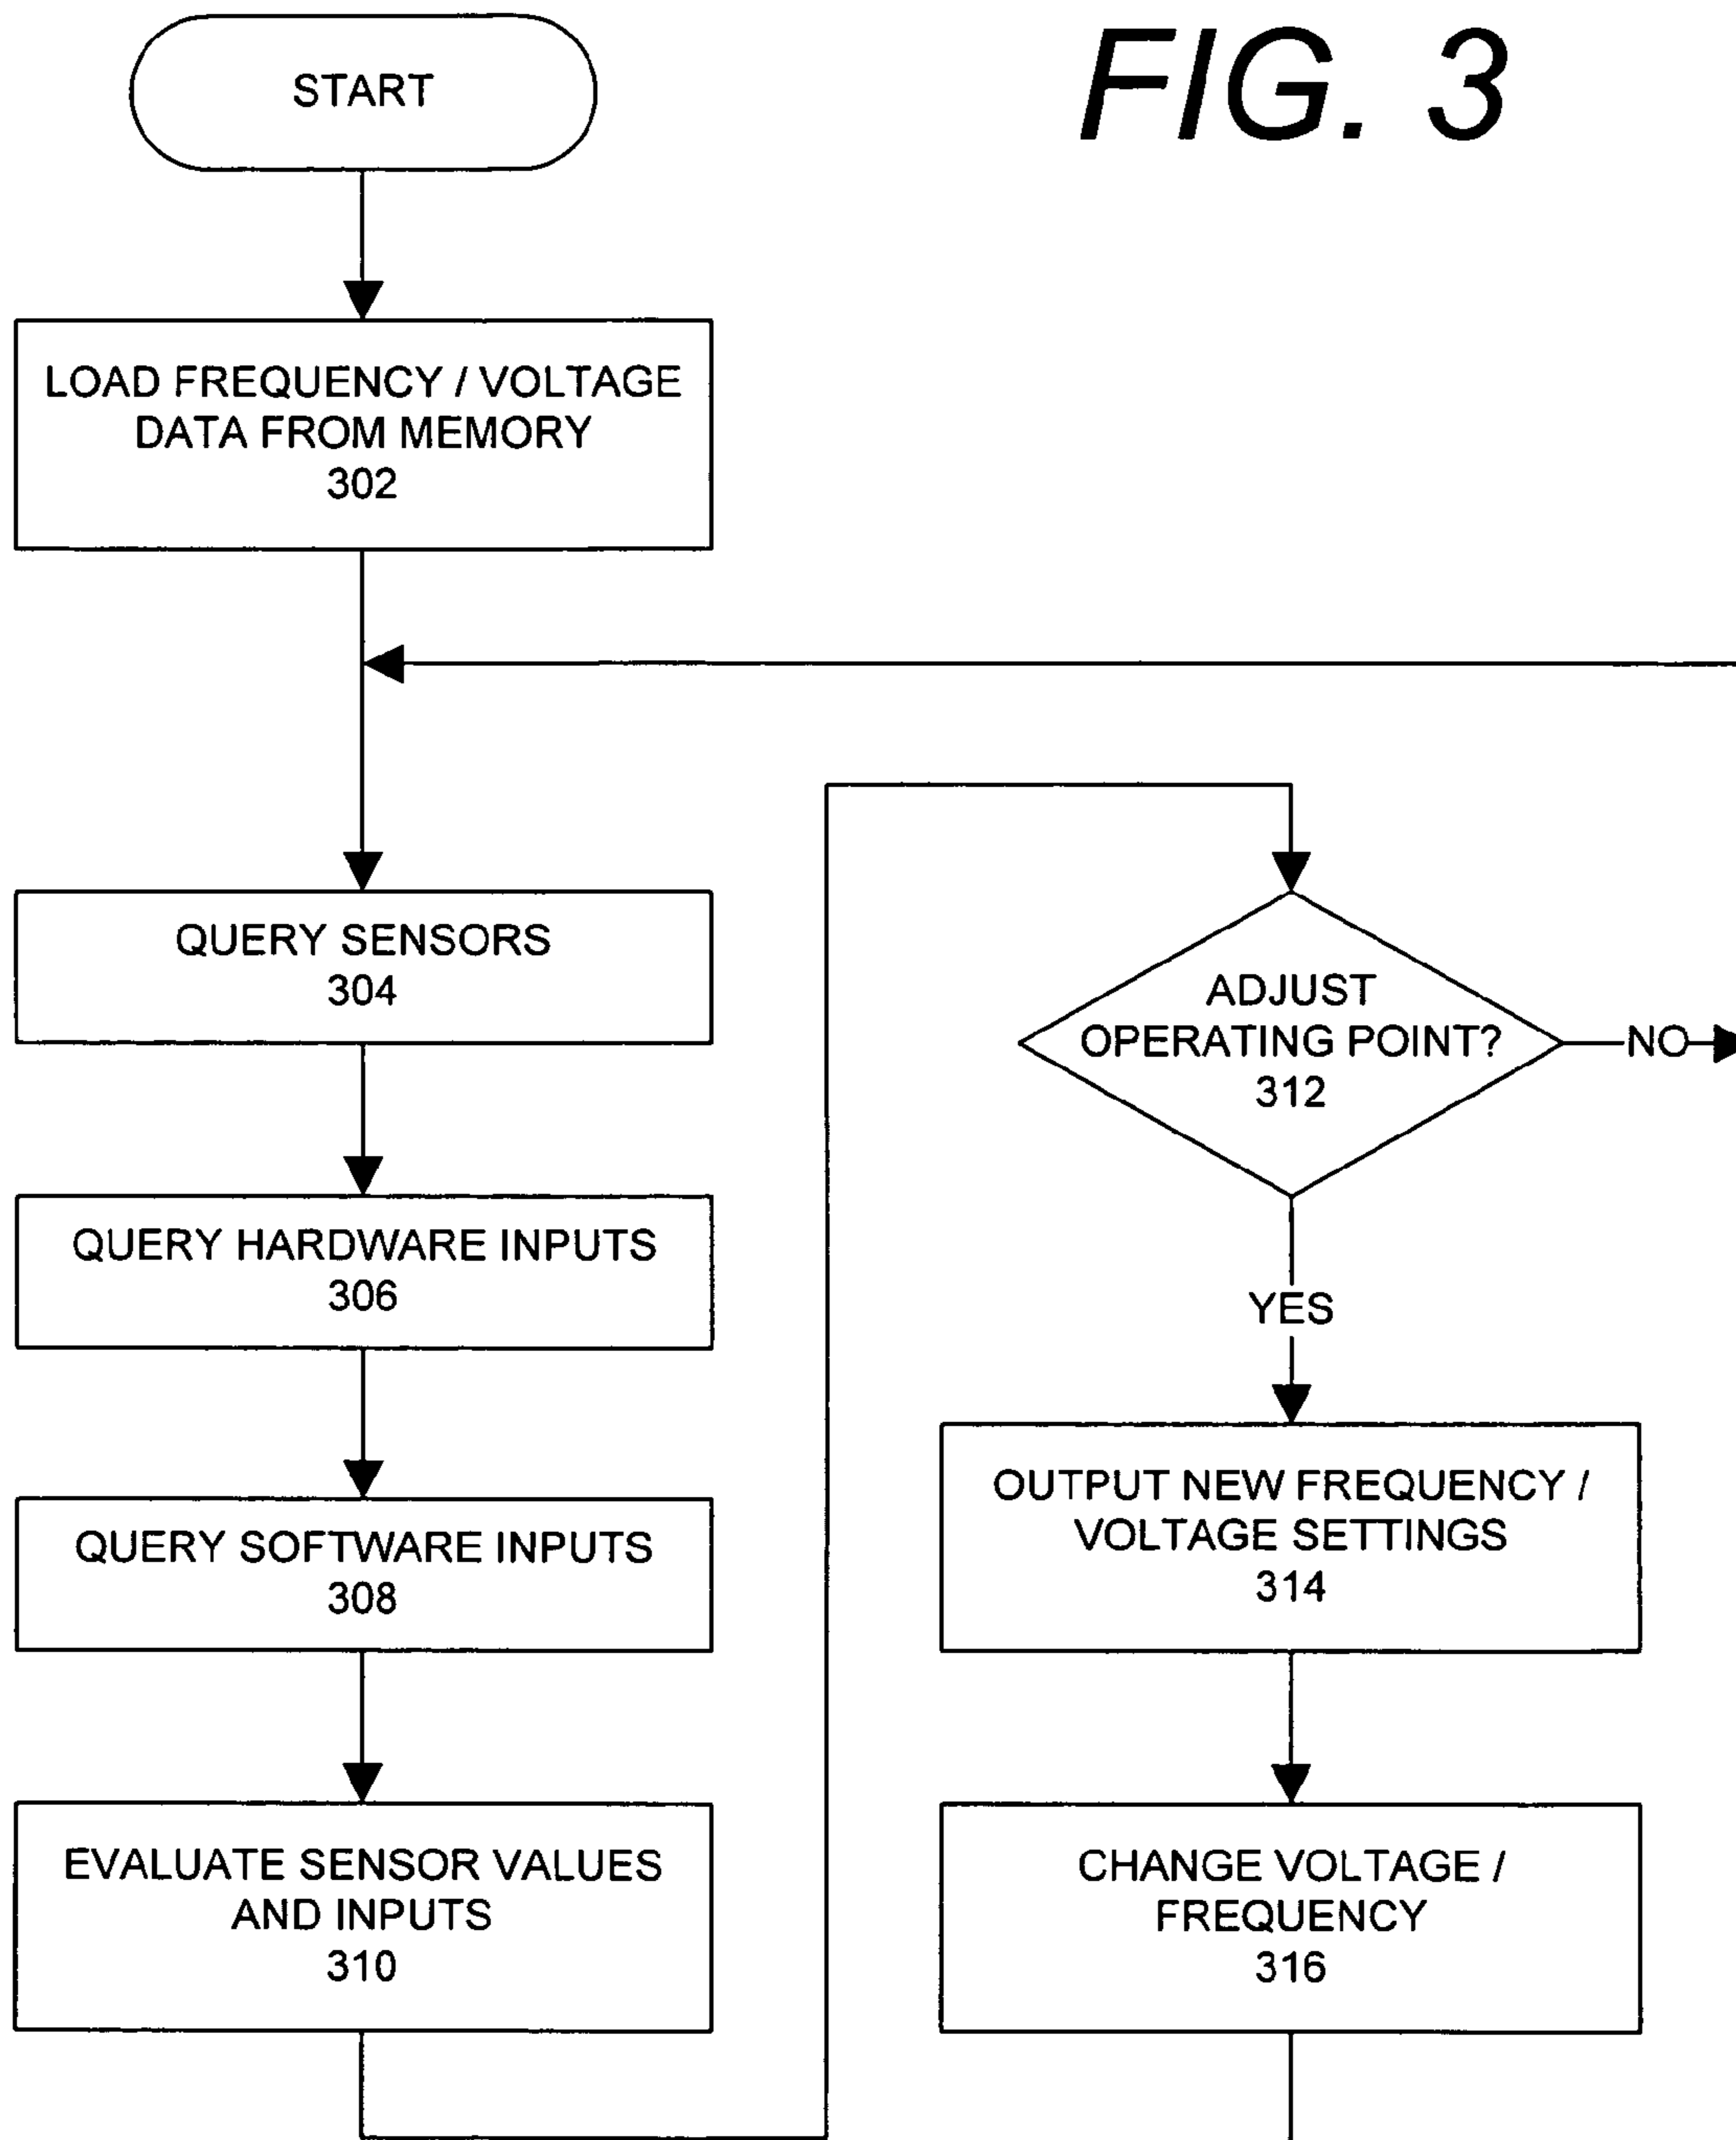 FIG. 3
START
LOAD FREQUENCY / VOLTAGE
DATA FROM MEMORY
302
QUERY SENSORS
304
QUERY HARDWARE INPUTS
306
QUERY SOFTWARE INPUTS
308
EVALUATE SENSOR VALUES
AND INPUTS
310
ADJUST
OPERATING POINT?
312
NO
YES
OUTPUT NEW FREQUENCY /
VOLTAGE SETTINGS
314
CHANGE VOLTAGE /
FREQUENCY
316